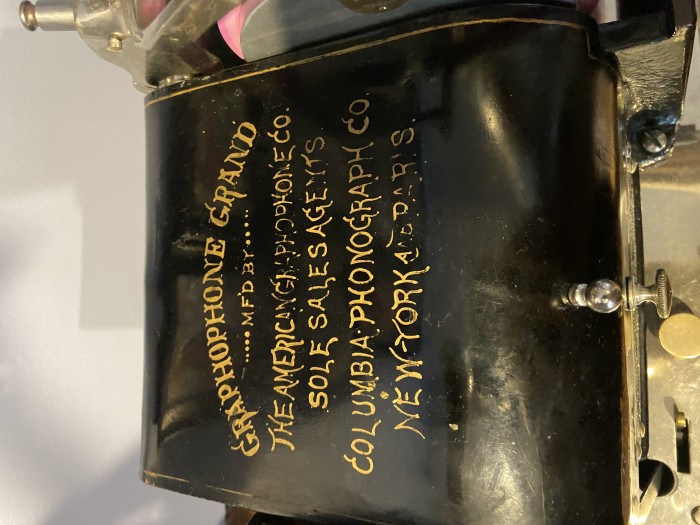 GRAPHOPHONE GRAND
..... MFD BY .....
THE AMERICAN GRAPHOPHONE CO.
SOLE SALES AGENTS
COLUMBIA PHONOGRAPH CO
NEW-YORK AND PARIS.